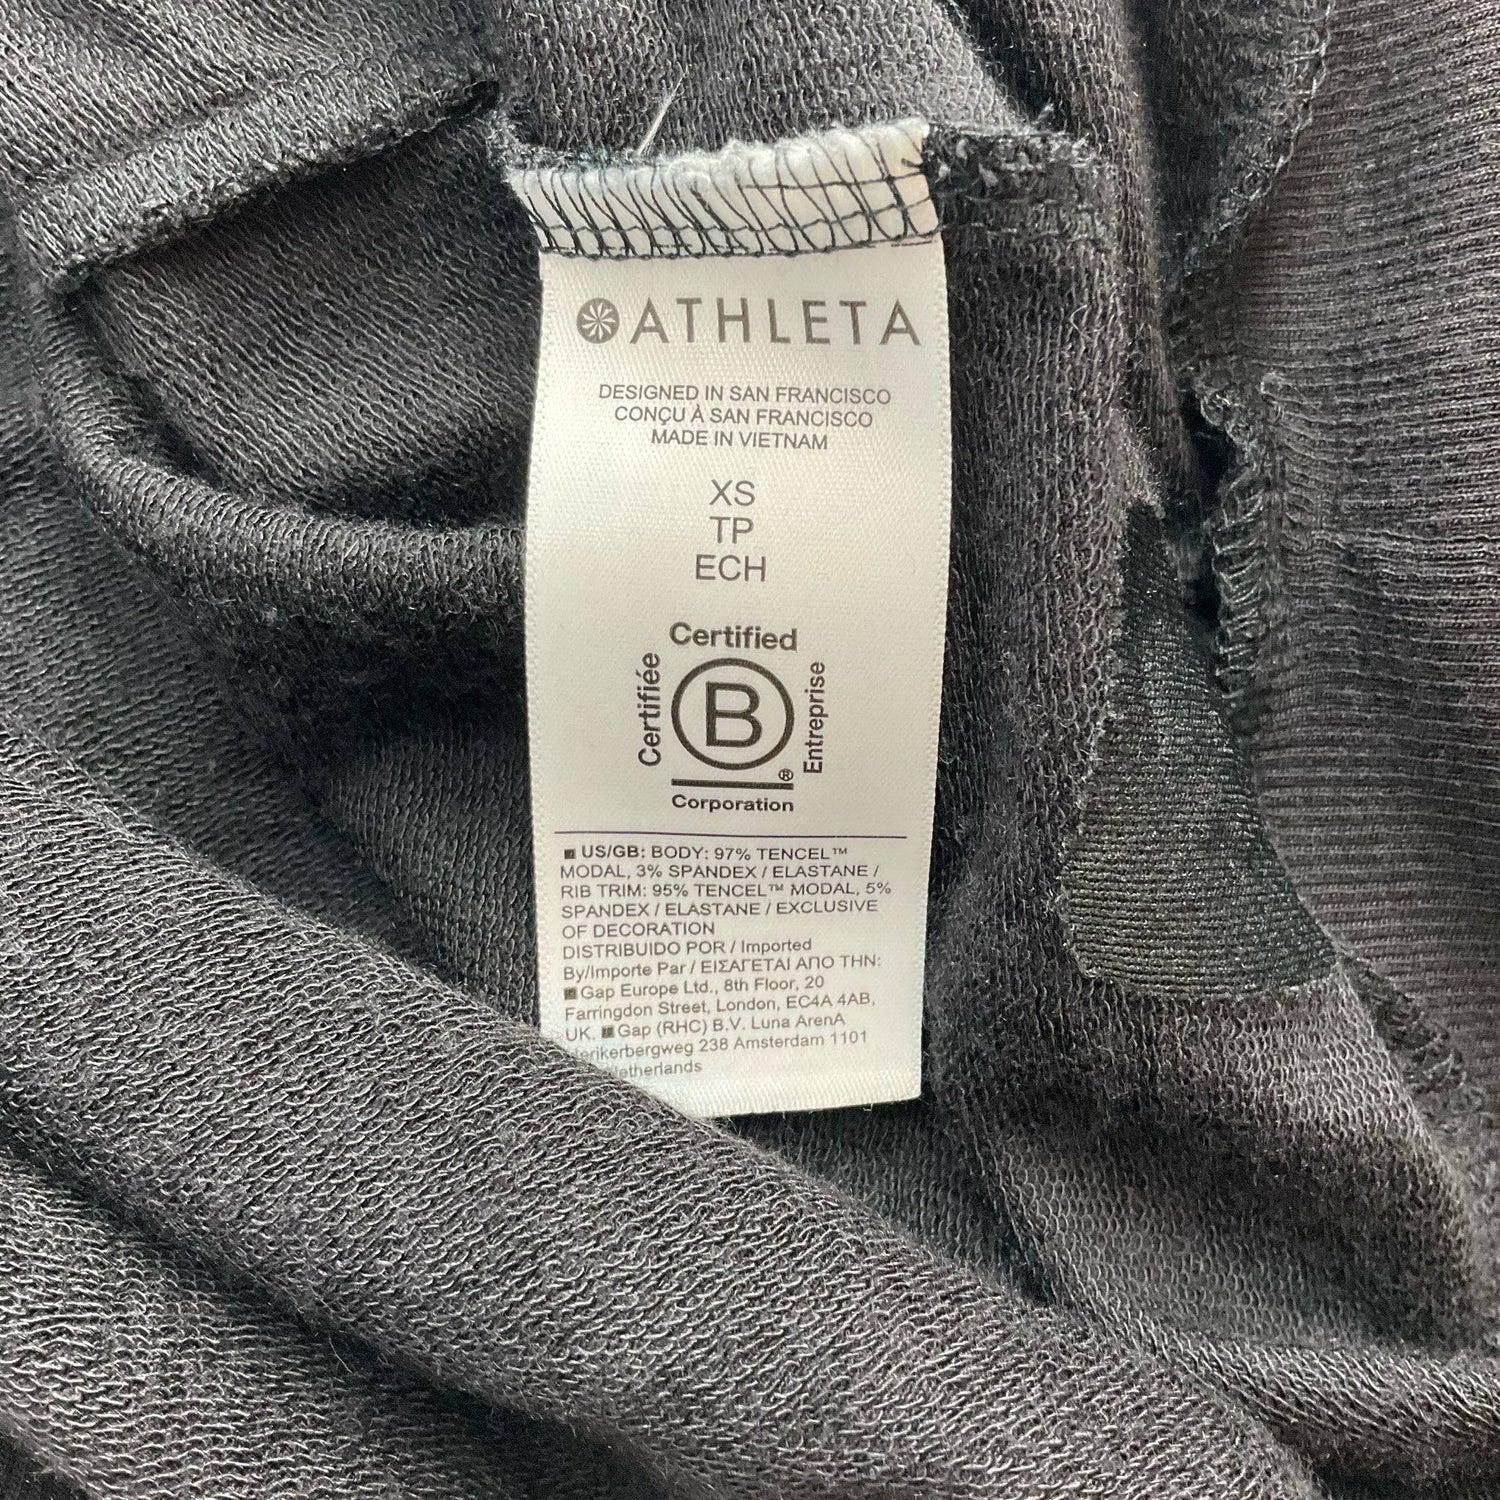 ATHLETA
DESIGNED IN SAN FRANCISCO
CONÇU À SAN FRANCISCO
MADE IN VIETNAM
XS
TP
ECH
Certified
Certifiée
B
Entreprise
®
Corporation
US/GB: BODY: 97% TENCEL™
MODAL, 3% SPANDEX / ELASTANE /
RIB TRIM: 95% TENCEL™ MODAL, 5%
SPANDEX / ELASTANE / EXCLUSIVE
OF DECORATION
DISTRIBUIDO POR / Imported
By/Importe Par / ΕΙΣΑΓΕΤΑΙ ΑΠΟ ΤΗΝ:
Gap Europe Ltd., 8th Floor, 20
Farringdon Street, London, EC4A 4AB,
UK. Gap (RHC) B.V. Luna ArenA
238 Amsterdam 1101